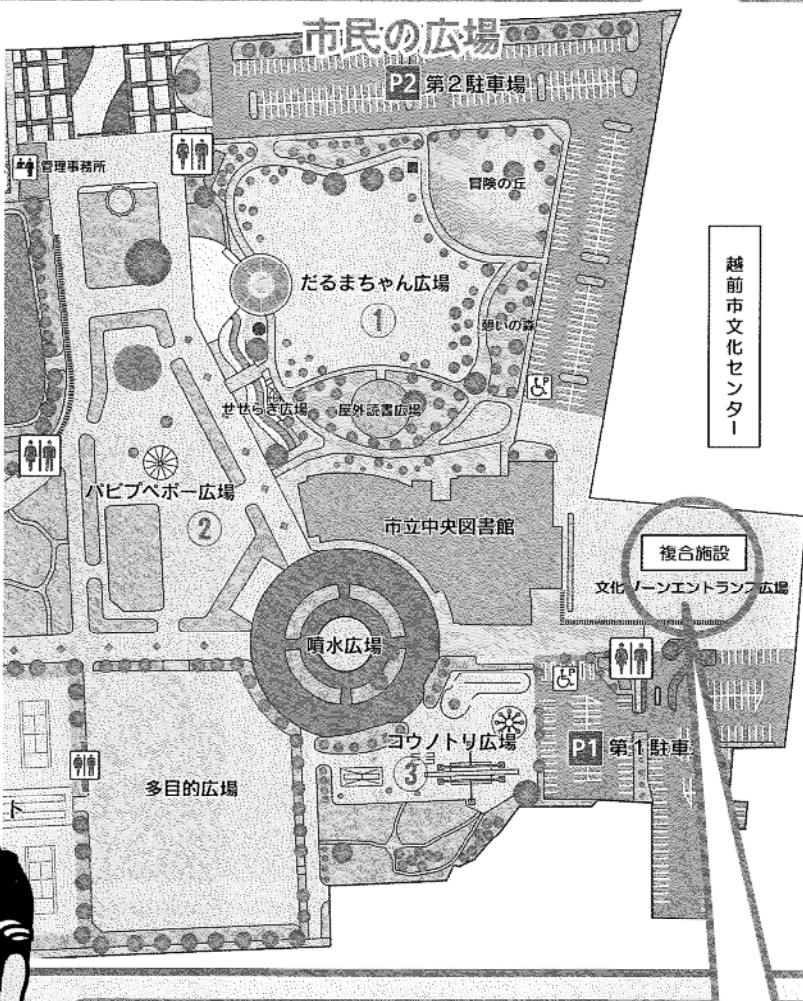 市民の広場
P2 第2駐車場
管理事務所
冒険の丘
だるまちゃん広場
①
憩いの森
せせらぎ広場
屋外読書広場
パピプペポー広場
②
市立中央図書館
越前市文化センター
複合施設
文化ゾーンエントランス広場
噴水広場
コウノトリ広場
③
P1 第1駐車
多目的広場
ト
P
P